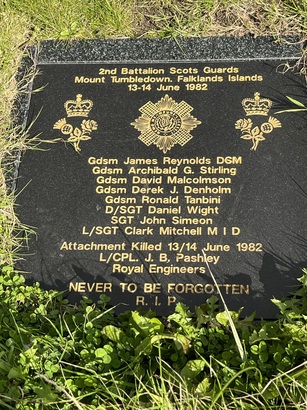 2nd Battalion Scots Guards
Mount Tumbledown. Falklands Islands
13-14 June 1982
Gdsm James Reynolds DGM
Gdsm Archibald G. Stirling
Gdsm David Malcolmson
Gdsm Derek J. Denholm
Gdsm Ronald Tanbini
D/SGT Daniel Wight
SGT John Simeon
L/SGT Clark Mitchell M I D
Attachment Killed 13/14 June 1982
L/CPL. J. B. Pashley
Royal Engineers
NEVER TO BE FORGOTTEN
R. I. P.